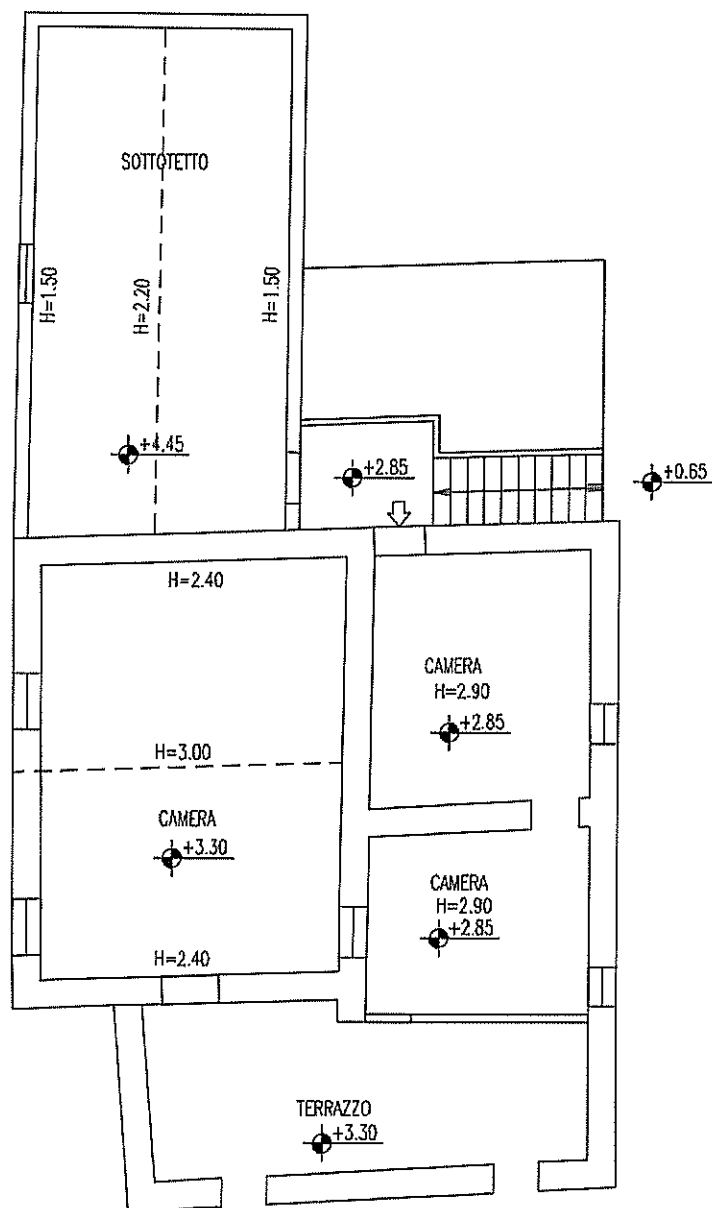 SOTTOTETTO
H=1.50
H=2.20
H=1.50
+4.45
+2.85
+0.65
H=2.40
CAMERA
H=2.90
+2.85
H=3.00
CAMERA
+3.30
CAMERA
H=2.90
+2.85
H=2.40
TERRAZZO
+3.30